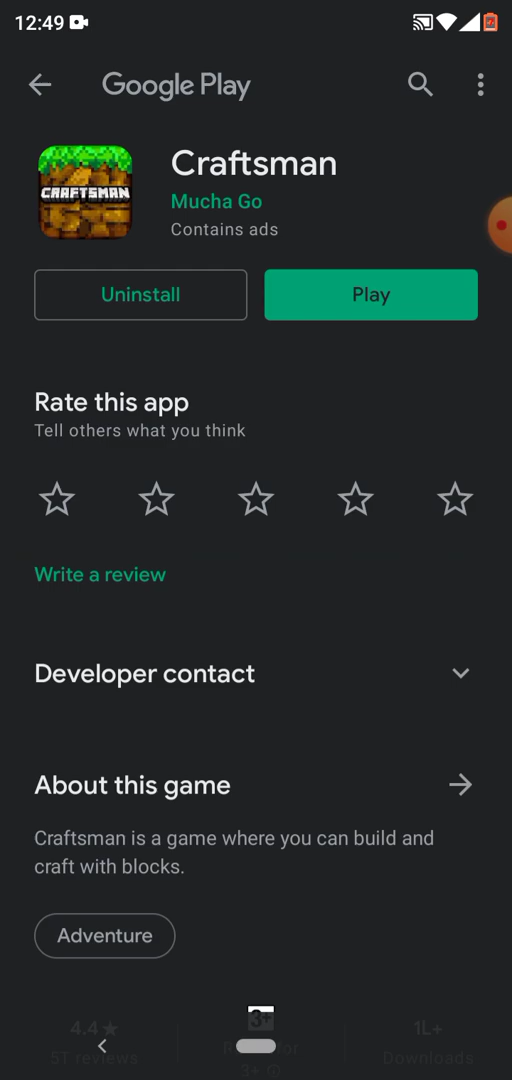 12:49
Google Play
CRAFTSMAN
Craftsman
Mucha Go
Contains ads
Uninstall
Play
Rate this app
Tell others what you think
Write a review
Developer contact
About this game
Craftsman is a game where you can build and
craft with blocks.
Adventure
4.4★
3+
1L+
5T reviews
Downloads
3+